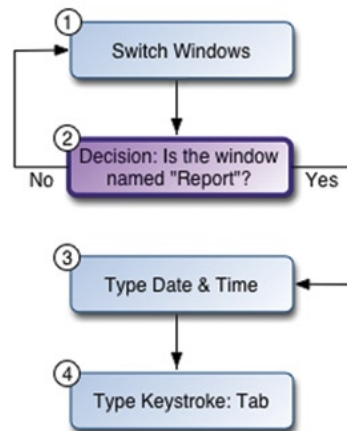 1
Switch Windows
2
Decision: Is the window
named "Report"?
No
Yes
3
Type Date & Time
4
Type Keystroke: Tab